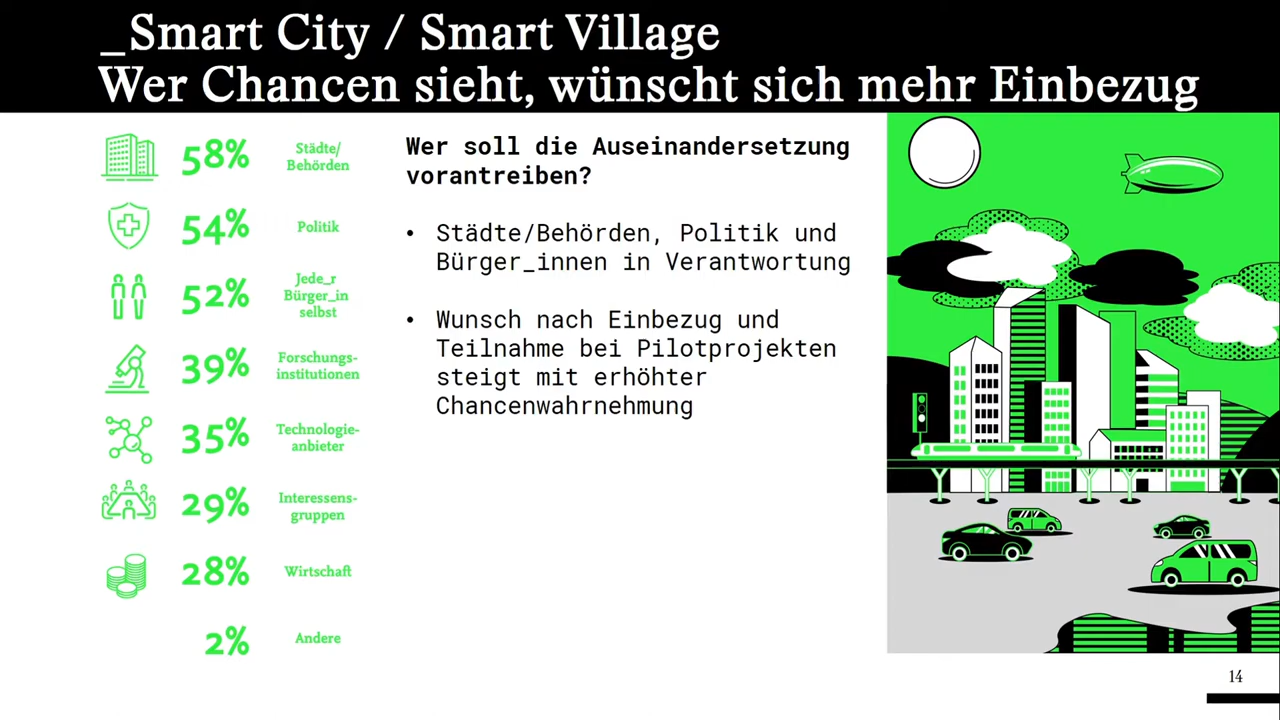 _Smart City / Smart Village
Wer Chancen sieht, wünscht sich mehr Einbezug
58%
Städte/
Behörden
54%
Politik
52%
Jede_r
Bürger_in
selbst
39%
Forschungs-
institutionen
35%
Technologie-
anbieter
29%
Interessens-
gruppen
28%
Wirtschaft
2%
Andere
Wer soll die Auseinandersetzung
vorantreiben?
• Städte/Behörden, Politik und
Bürger_innen in Verantwortung
• Wunsch nach Einbezug und
Teilnahme bei Pilotprojekten
steigt mit erhöhter
Chancenwahrnehmung
14